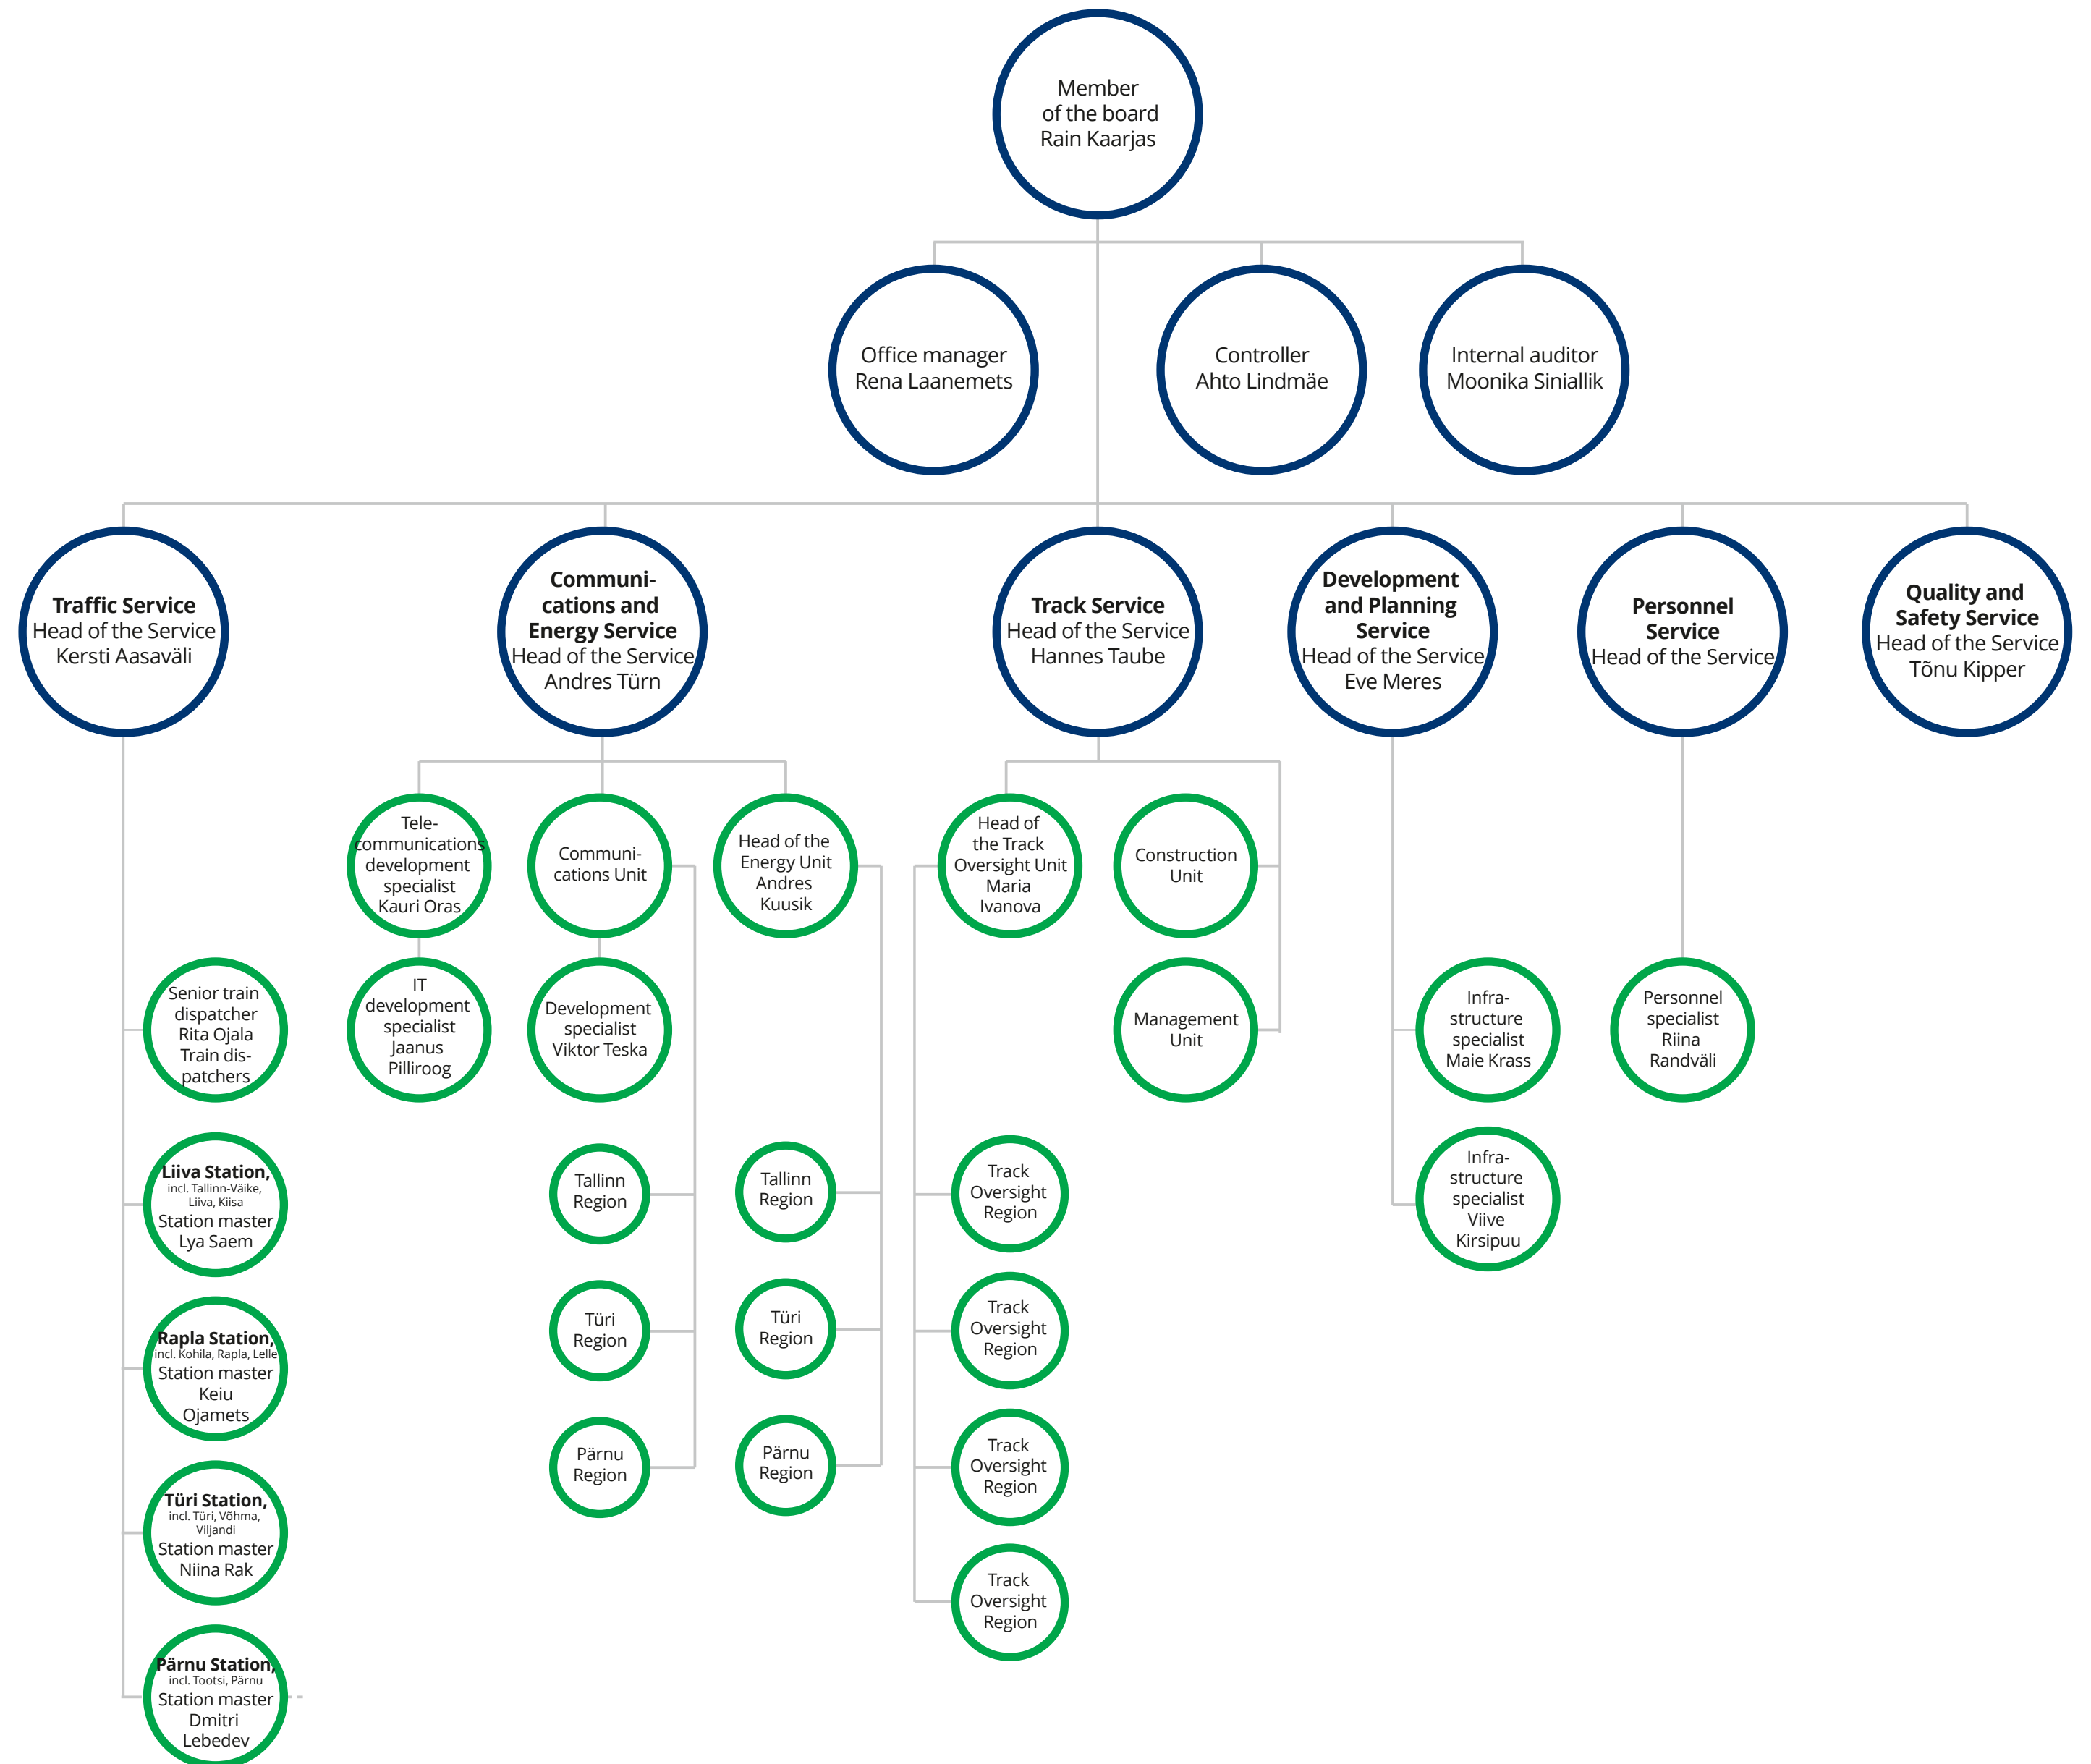 Member
of the board
Rain Kaarjas
Office manager
Rena Laanemets
Controller
Ahto Lindmäe
Internal auditor
Moonika Siniallik
Traffic Service
Head of the Service
Kersti Aasaväli
Communi-
cations and
Energy Service
Head of the Service
Andres Türn
Track Service
Head of the Service
Hannes Taube
Development
and Planning
Service
Head of the Service
Eve Meres
Personnel
Service
Head of the Service
Quality and
Safety Service
Head of the Service
Tõnu Kipper
Tele-
communications
development
specialist
Kauri Oras
Communi-
cations Unit
Head of the
Energy Unit
Andres
Kuusik
Head of
the Track
Oversight Unit
Maria
Ivanova
Construction
Unit
Senior train
dispatcher
Rita Ojala
Train dis-
patchers
IT
development
specialist
Jaanus
Pilliroog
Development
specialist
Viktor Teska
Management
Unit
Infra-
structure
specialist
Maie Krass
Personnel
specialist
Riina
Randväli
Liiva Station,
incl. Tallinn-Väike,
Liiva, Kiisa
Station master
Lya Saem
Tallinn
Region
Tallinn
Region
Track
Oversight
Region
Infra-
structure
specialist
Viive
Kirsipuu
Rapla Station,
incl. Kohila, Rapla, Lelle
Station master
Keiu
Ojamets
Türi
Region
Türi
Region
Track
Oversight
Region
Türi Station,
incl. Türi, Võhma,
Viljandi
Station master
Niina Rak
Pärnu
Region
Pärnu
Region
Track
Oversight
Region
Track
Oversight
Region
Pärnu Station,
incl. Tootsi, Pärnu
Station master
Dmitri
Lebedev